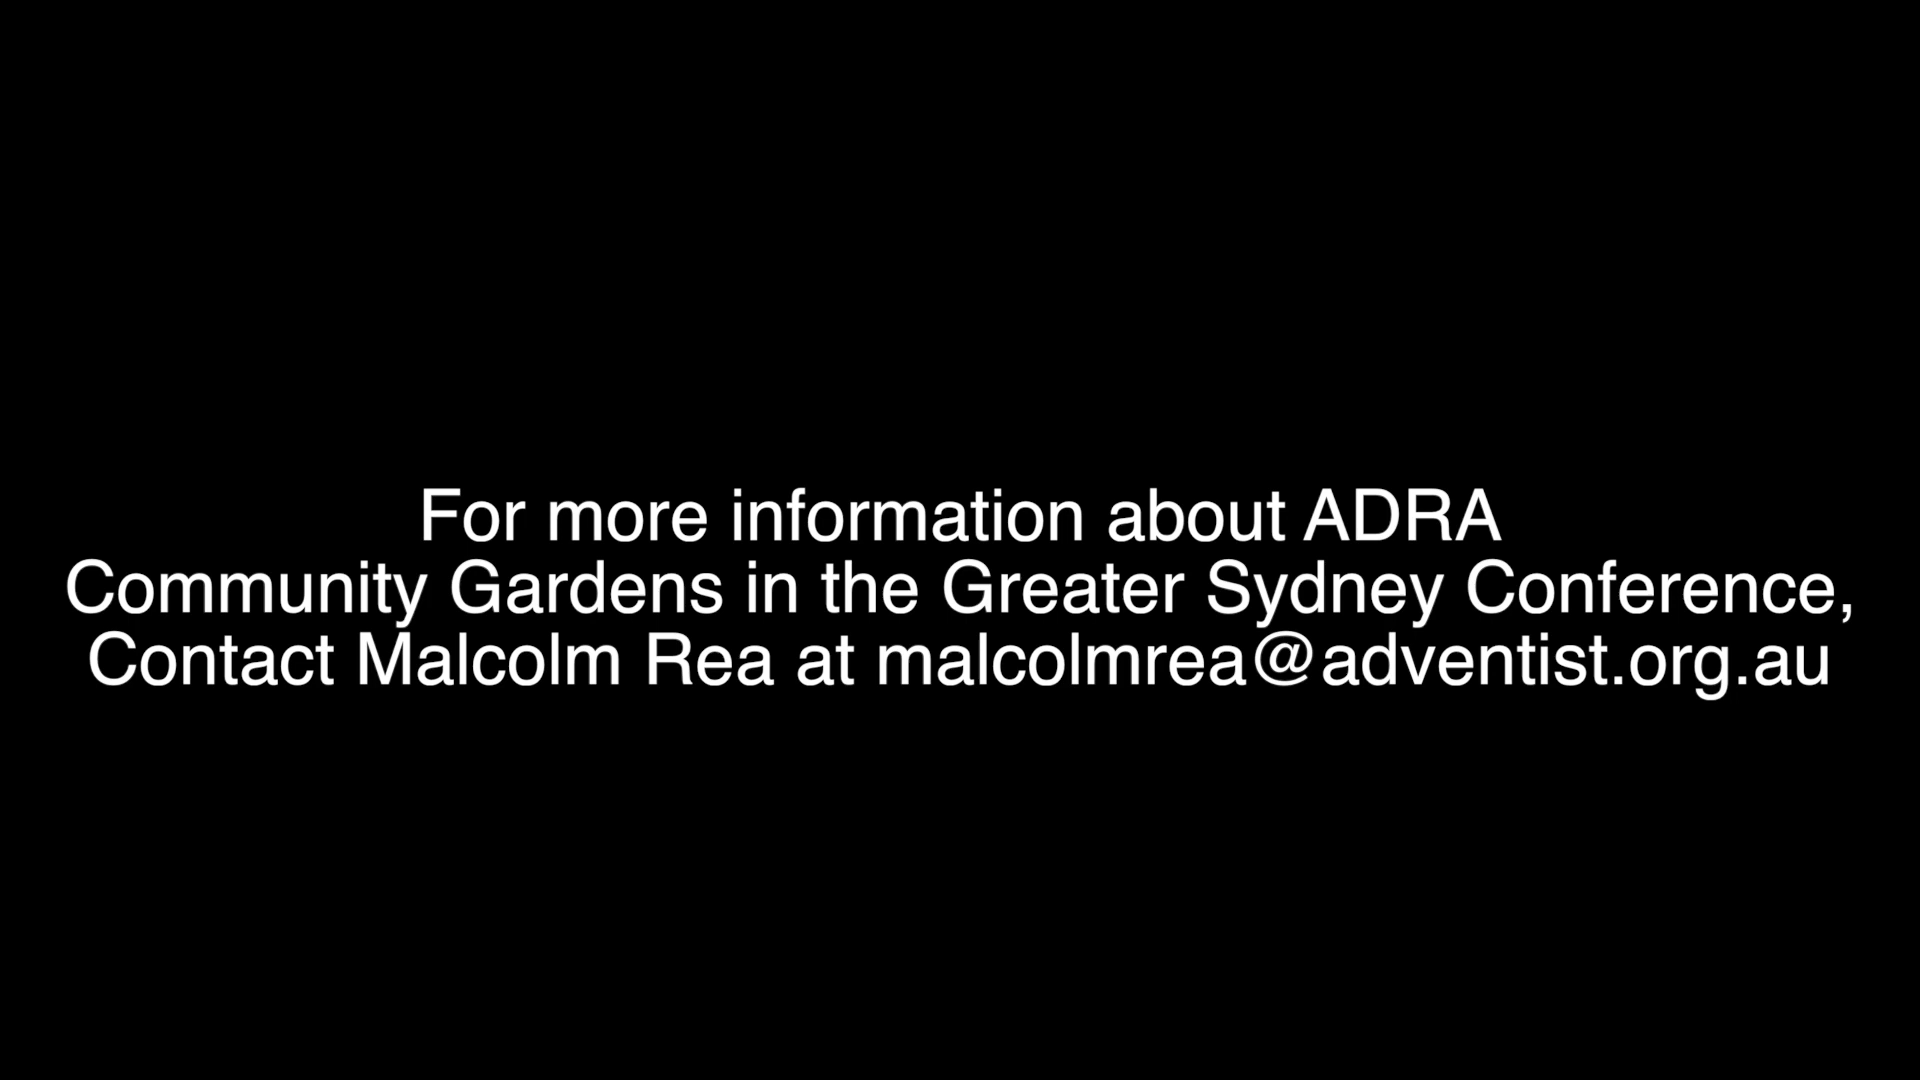 For more information about ADRA
Community Gardens in the Greater Sydney Conference,
Contact Malcolm Rea at malcolmrea@adventist.org.au